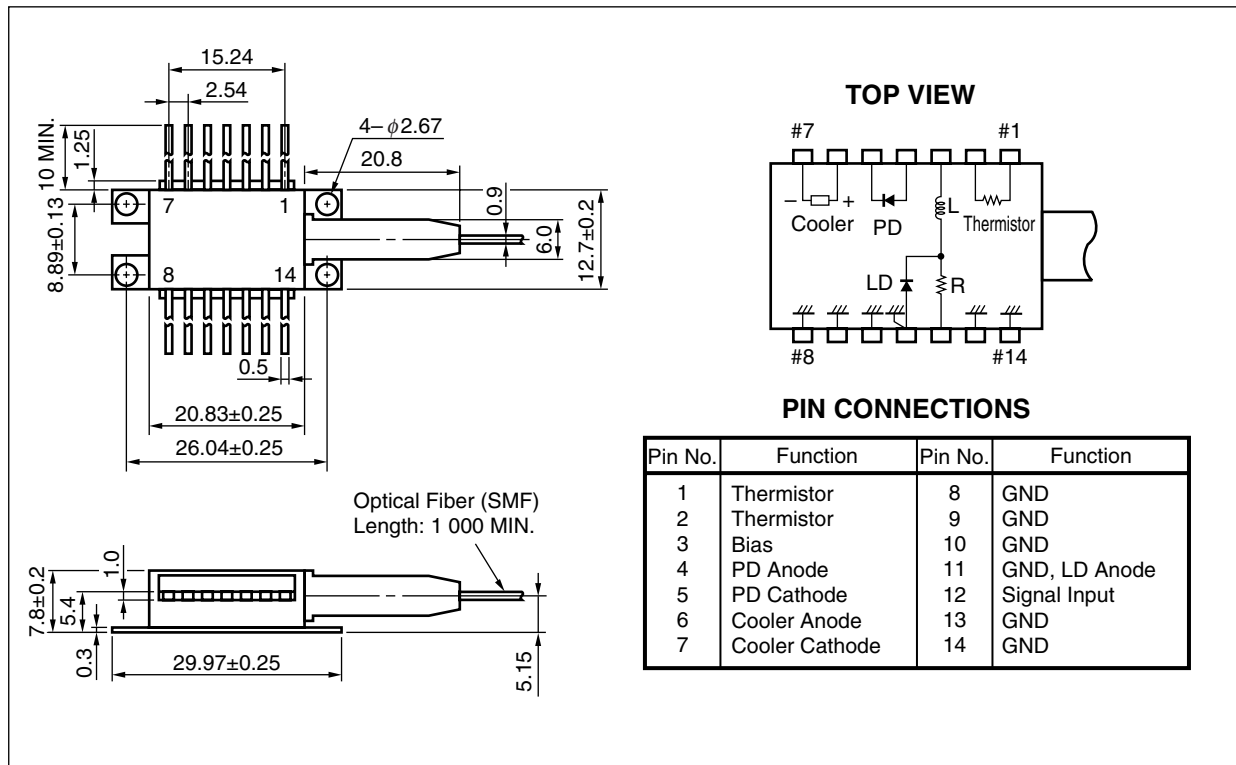 15.24
2.54
10 MIN.
1.25
4–φ2.67
20.8
7
1
8
14
8.89±0.13
0.9
6.0
12.7±0.2
0.5
20.83±0.25
26.04±0.25
Optical Fiber (SMF)
Length: 1 000 MIN.
7.8±0.2
5.4
1.0
0.3
29.97±0.25
5.15
TOP VIEW
#7
#1
– +
Cooler
PD
L
Thermistor
LD
R
#8
#14
PIN CONNECTIONS
Pin No. Function Pin No. Function
1 Thermistor 8 GND
2 Thermistor 9 GND
3 Bias 10 GND
4 PD Anode 11 GND, LD Anode
5 PD Cathode 12 Signal Input
6 Cooler Anode 13 GND
7 Cooler Cathode 14 GND